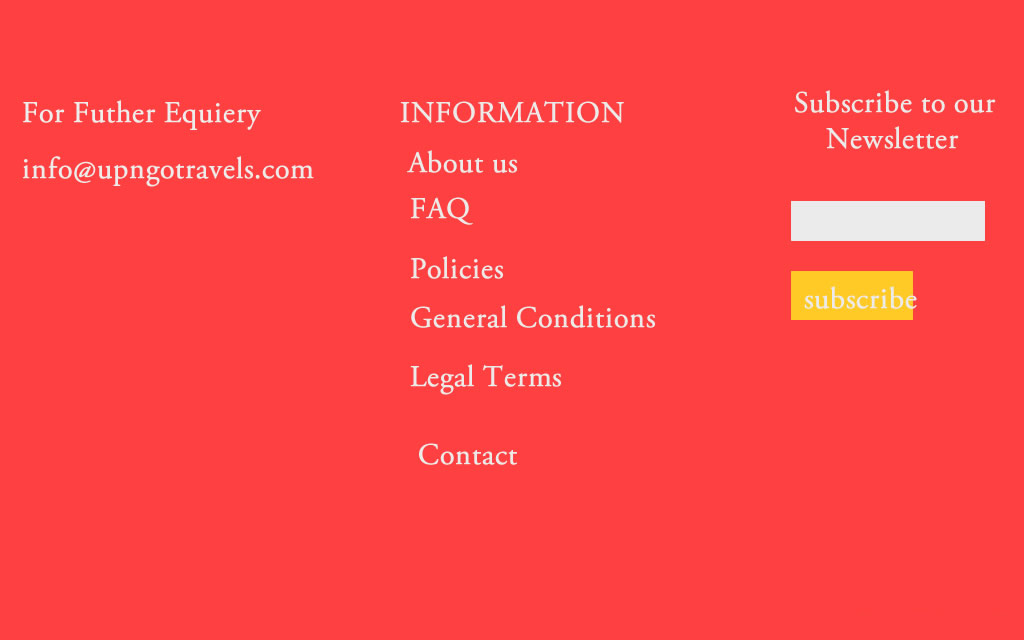 For Futher Equiery
info@upngotravels.com
INFORMATION
About us
FAQ
Policies
General Conditions
Legal Terms
Contact
Subscribe to our
Newsletter
subscribe